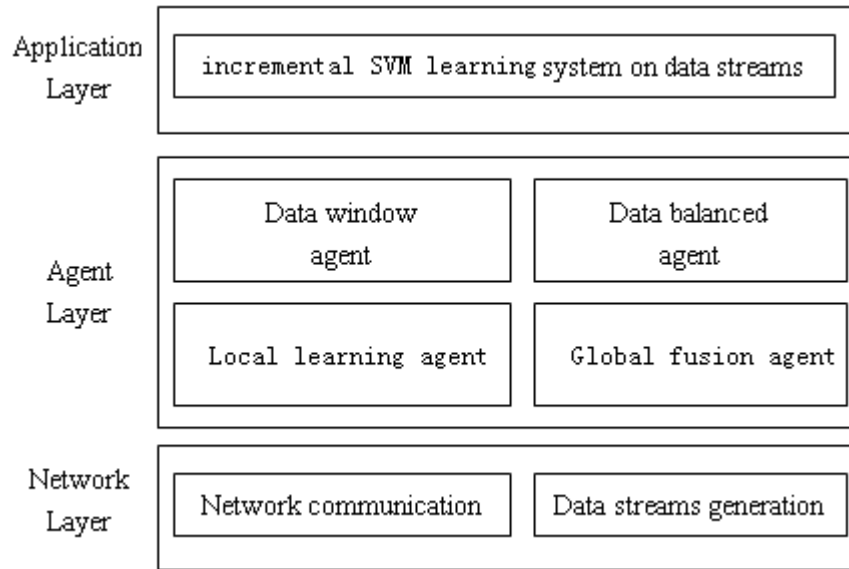 Application
Layer
incremental SVM learning system on data streams
Agent
Layer
Data window
agent
Data balanced
agent
Local learning agent
Global fusion agent
Network
Layer
Network communication
Data streams generation